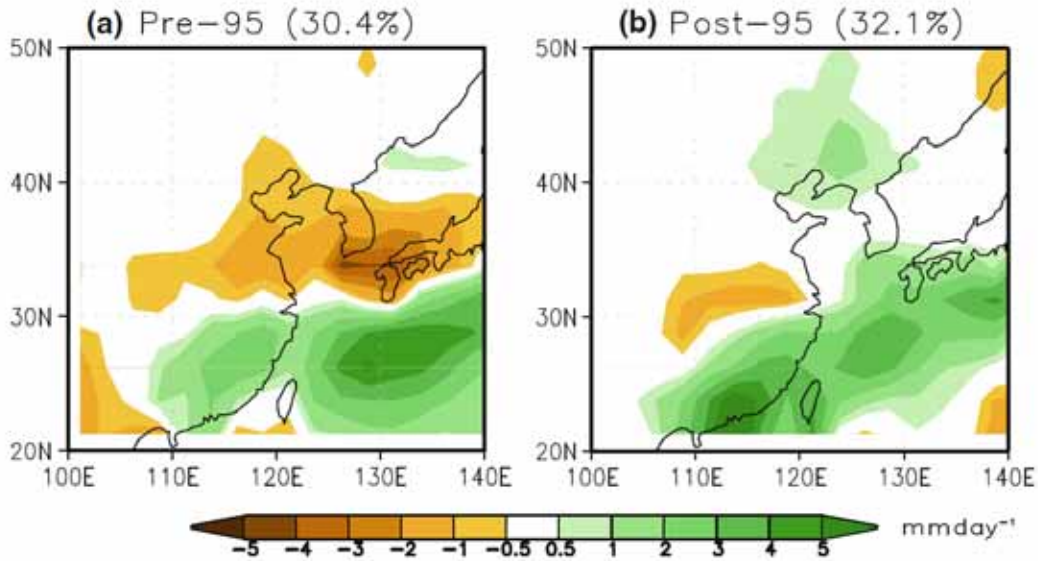 (a) Pre-95 (30.4%)
(b) Post-95 (32.1%)
50N
40N
30N
20N
100E 110E 120E 130E 140E
50N
40N
30N
20N
100E 110E 120E 130E 140E
-5 -4 -3 -2 -1 -0.5 0.5 1 2 3 4 5
mmday⁻¹